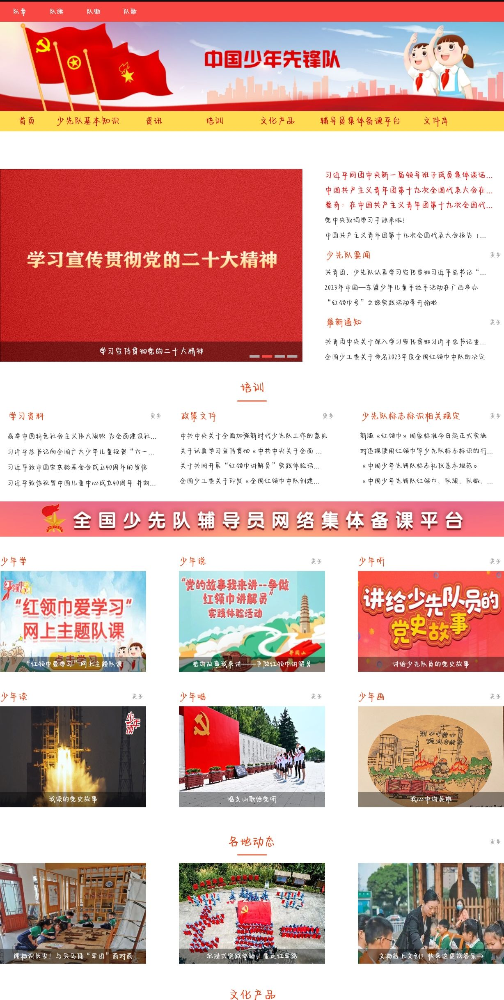 队章 队旗 队徽 队歌
中国少年先锋队
首页 少先队基本知识 资讯 培训 文化产品 辅导员集体备课平台 文件库
学习宣传贯彻党的二十大精神
学习宣传贯彻党的二十大精神
习近平同团中央新一届领导班子成员集体谈话...
中国共产主义青年团第十九次全国代表大会在...
蔡奇：在中国共产主义青年团第十九次全国代...
党中央致词学习手账来啦！
中国共产主义青年团第十九次全国代表大会报告（...
少先队要闻 更多
共青团、少先队认真学习宣传贯彻习近平总书记“...
2023年中国—东盟少年儿童手拉手活动在广西举办
“红领巾号”之旅实践活动季开始啦
最新通知 更多
共青团中央关于深入学习宣传贯彻习近平总书记重...
全国少工委关于命名2023年度全国红领巾中队的决定
培训
学习资料 更多
高举中国特色社会主义伟大旗帜 为全面建设社...
习近平总书记向全国广大少年儿童祝贺“六一...
习近平致中国宋庆龄基金会成立40周年的贺信
习近平致信祝贺中国儿童中心成立40周年 并向...
政策文件 更多
中共中央关于全面加强新时代少先队工作的意见
关于认真学习宣传贯彻《中共中央关于全面 ...
关于共同开展“红领巾讲解员”实践体验活...
全国少工委关于印发《全国红领巾中队创建...
少先队标志标识相关规定 更多
新版《红领巾》国家标准今日起正式实施
对违规使用红领巾等少先队标志标识的行...
《中国少年先锋队标志礼仪基本规范》
《中国少年先锋队红领巾、队旗、队徽、...
全国少先队辅导员网络集体备课平台
少年学
“红领巾爱学习”
网上主题队课
点击学习
“红领巾爱学习”网上主题队课
少年说 更多
“党的故事我来讲--争做
红领巾讲解员”
实践体验活动
井冈山
党的故事我来讲——争做红领巾讲解员
少年听 更多
讲给少先队员的
党史故事
讲给少先队员的党史故事
少年读 更多
少年读
我读的党史故事
少年唱 更多
唱支山歌给党听
少年画 更多
烈火中勇士
逆风中前行
我心中的英雄
各地动态 更多
闻物识长安！与兵马俑“军团”面对面
沉浸式实践体验，重走红军路
文物遇上文创？快来这里找答案→
文化产品